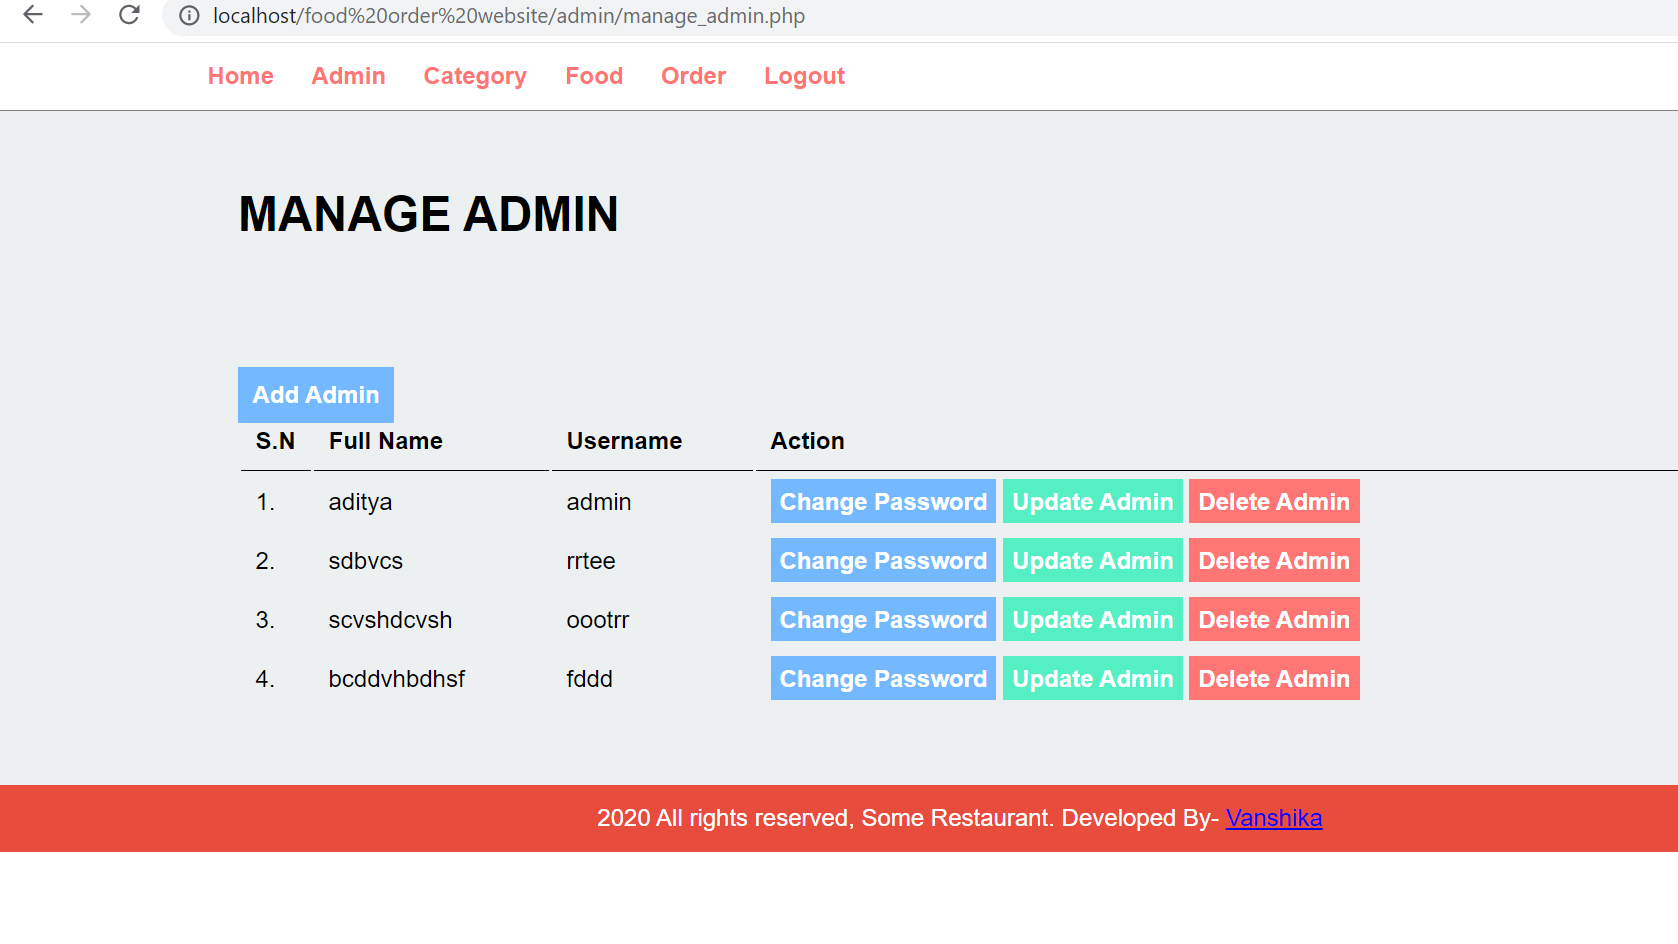 localhost/food%20order%20website/admin/manage_admin.php
Home Admin Category Food Order Logout
MANAGE ADMIN
Add Admin
S.N Full Name Username Action
1. aditya admin Change Password Update Admin Delete Admin
2. sdbvcs rrtee Change Password Update Admin Delete Admin
3. scvshdcvsh oootrr Change Password Update Admin Delete Admin
4. bcddvhbdhsf fddd Change Password Update Admin Delete Admin
2020 All rights reserved, Some Restaurant. Developed By- Vanshika